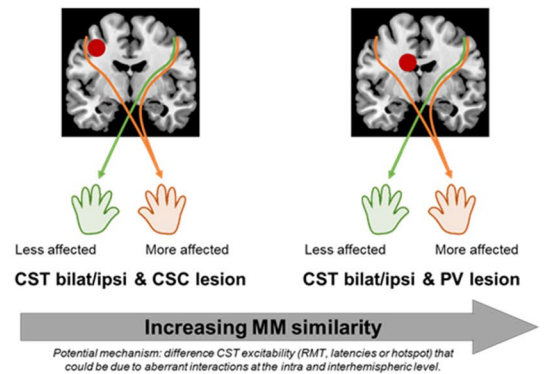 Less affected More affected Less affected More affected
CST bilat/ipsi & CSC lesion CST bilat/ipsi & PV lesion
Increasing MM similarity
Potential mechanism: difference CST excitability (RMT, latencies or hotspot) that
could be due to aberrant interactions at the intra and interhemispheric level.